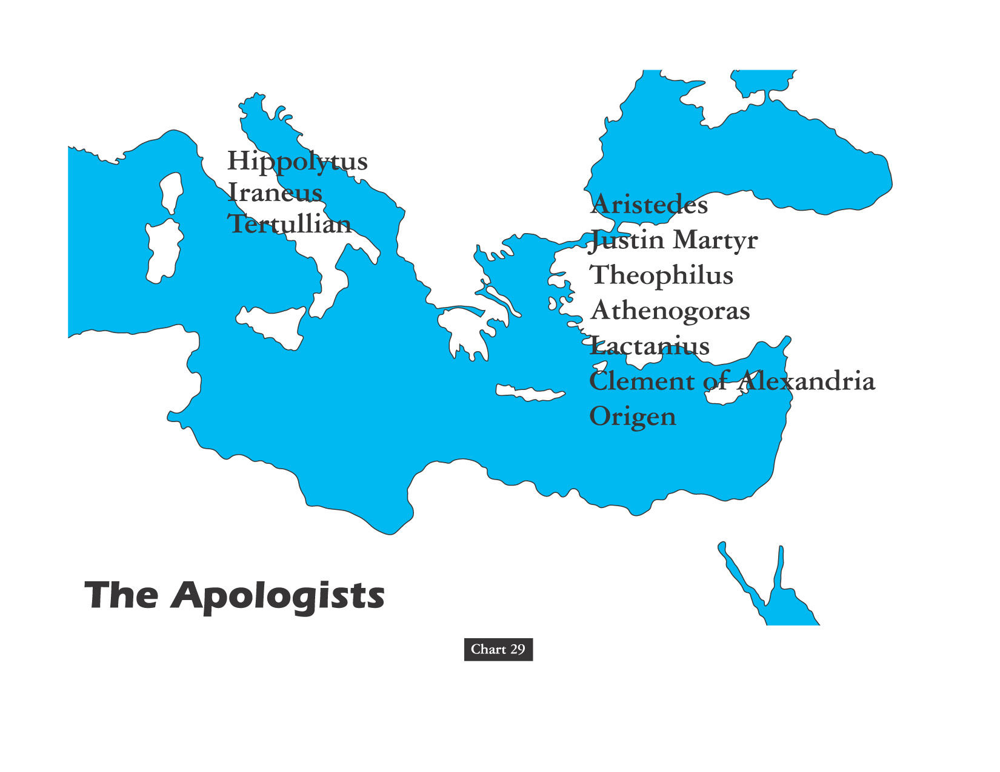 Hippolytus
Iraneus
Tertullian
Aristedes
Justin Martyr
Theophilus
Athenogoras
Lactanius
Clement of Alexandria
Origen
The Apologists
Chart 29